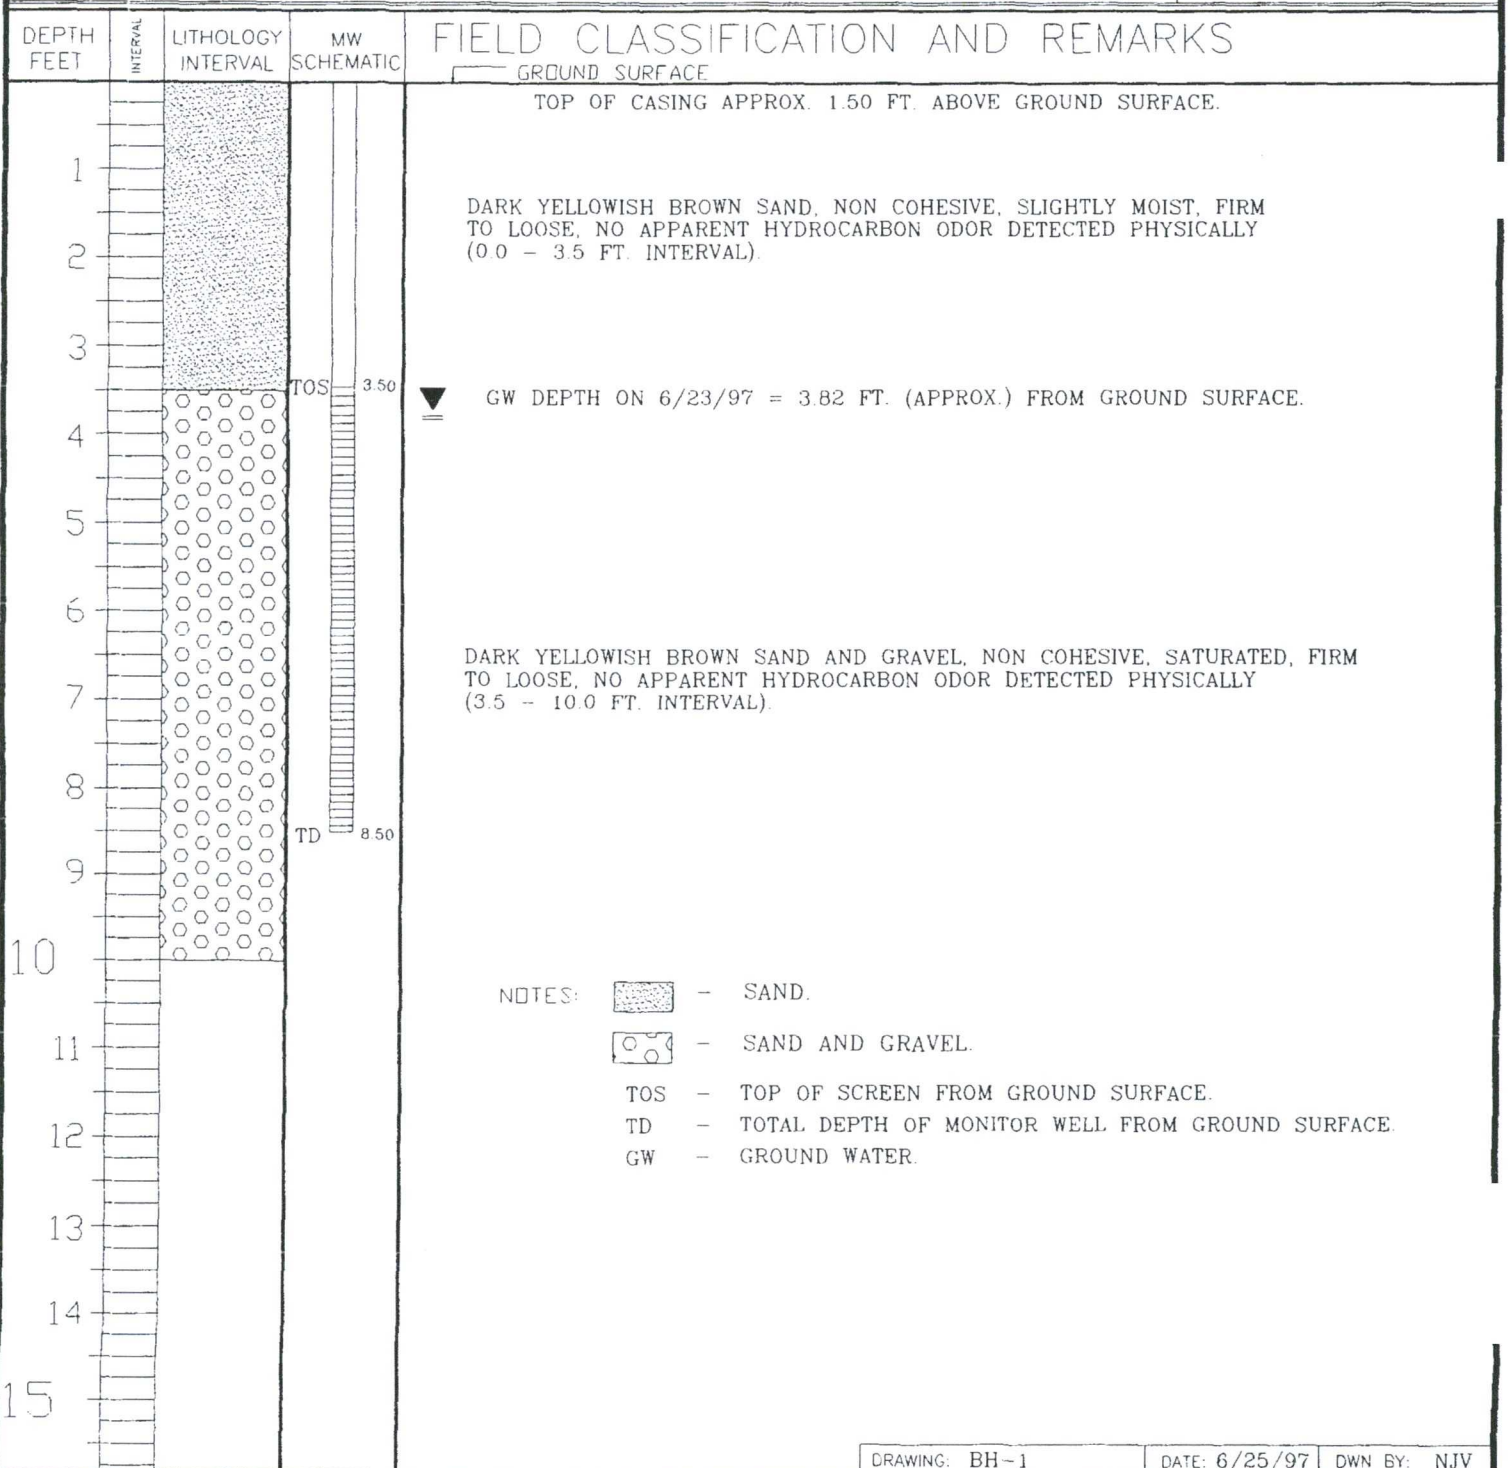 DEPTH
FEET
INTERVAL
LITHOLOGY
INTERVAL
MW
SCHEMATIC
FIELD CLASSIFICATION AND REMARKS
GROUND SURFACE
TOP OF CASING APPROX. 1.50 FT. ABOVE GROUND SURFACE.
1
DARK YELLOWISH BROWN SAND, NON COHESIVE, SLIGHTLY MOIST, FIRM
TO LOOSE, NO APPARENT HYDROCARBON ODOR DETECTED PHYSICALLY
(0.0 - 3.5 FT. INTERVAL).
2
3
TOS 3.50
GW DEPTH ON 6/23/97 = 3.82 FT. (APPROX.) FROM GROUND SURFACE.
4
5
6
DARK YELLOWISH BROWN SAND AND GRAVEL, NON COHESIVE, SATURATED, FIRM
TO LOOSE, NO APPARENT HYDROCARBON ODOR DETECTED PHYSICALLY
(3.5 - 10.0 FT. INTERVAL).
7
8
TD 8.50
9
10
NOTES: - SAND.
- SAND AND GRAVEL.
TOS - TOP OF SCREEN FROM GROUND SURFACE.
TD - TOTAL DEPTH OF MONITOR WELL FROM GROUND SURFACE.
GW - GROUND WATER.
11
12
13
14
15
DRAWING: BH-1 DATE: 6/25/97 DWN BY: NJV